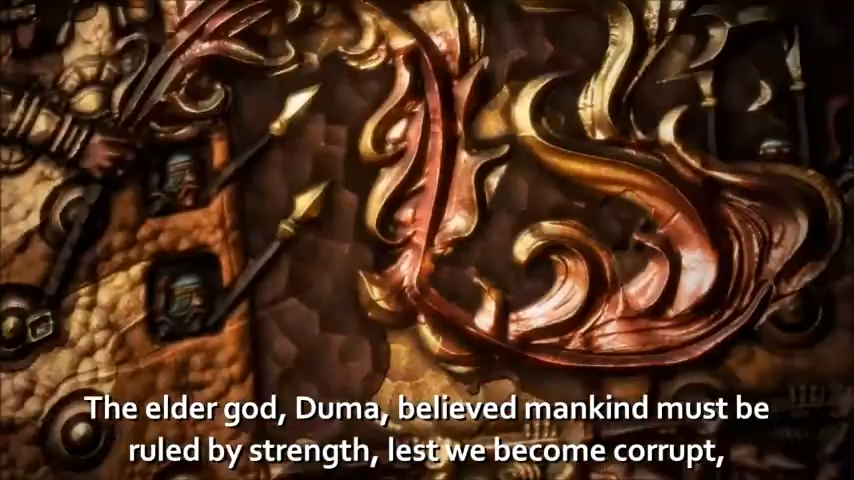 The elder god, Duma, believed mankind must be
ruled by strength, lest we become corrupt,